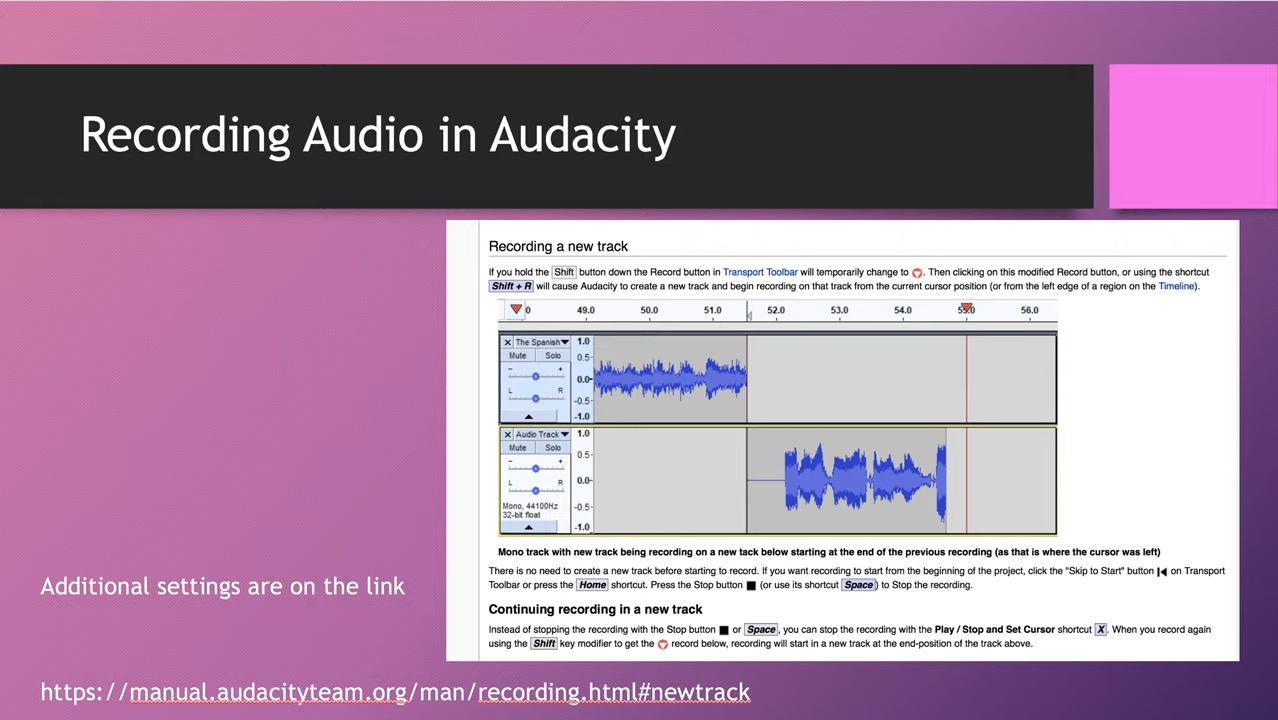 Recording Audio in Audacity
Recording a new track
If you hold the Shift button down the Record button in Transport Toolbar will temporarily change to . Then clicking on this modified Record button, or using the shortcut
Shift + R will cause Audacity to create a new track and begin recording on that track from the current cursor position (or from the left edge of a region on the Timeline).
0 49.0 50.0 51.0 52.0 53.0 54.0 55.0 56.0
The Spanish
Mute Solo
- +
L R
1.0
0.5
0.0
-0.5
-1.0
Audio Track
Mute Solo
- +
L R
Mono, 44100Hz
32-bit float
1.0
0.5
0.0
-0.5
-1.0
Mono track with new track being recording on a new tack below starting at the end of the previous recording (as that is where the cursor was left)
There is no need to create a new track before starting to record. If you want recording to start from the beginning of the project, click the "Skip to Start" button on Transport
Toolbar or press the Home shortcut. Press the Stop button (or use its shortcut Space) to Stop the recording.
Continuing recording in a new track
Instead of stopping the recording with the Stop button or Space, you can stop the recording with the Play / Stop and Set Cursor shortcut X. When you record again
using the Shift key modifier to get the record below, recording will start in a new track at the end-position of the track above.
Additional settings are on the link
https://manual.audacityteam.org/man/recording.html#newtrack